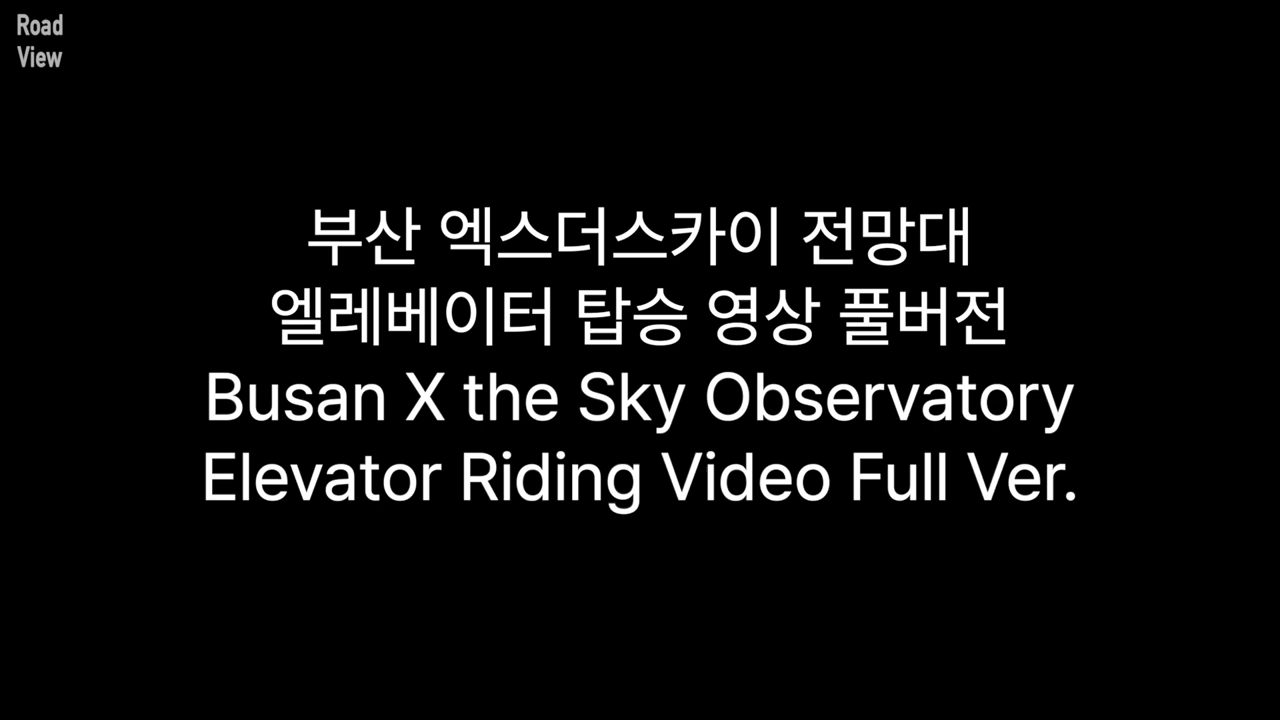 Road
View
부산 엑스더스카이 전망대
엘레베이터 탑승 영상 풀버전
Busan X the Sky Observatory
Elevator Riding Video Full Ver.